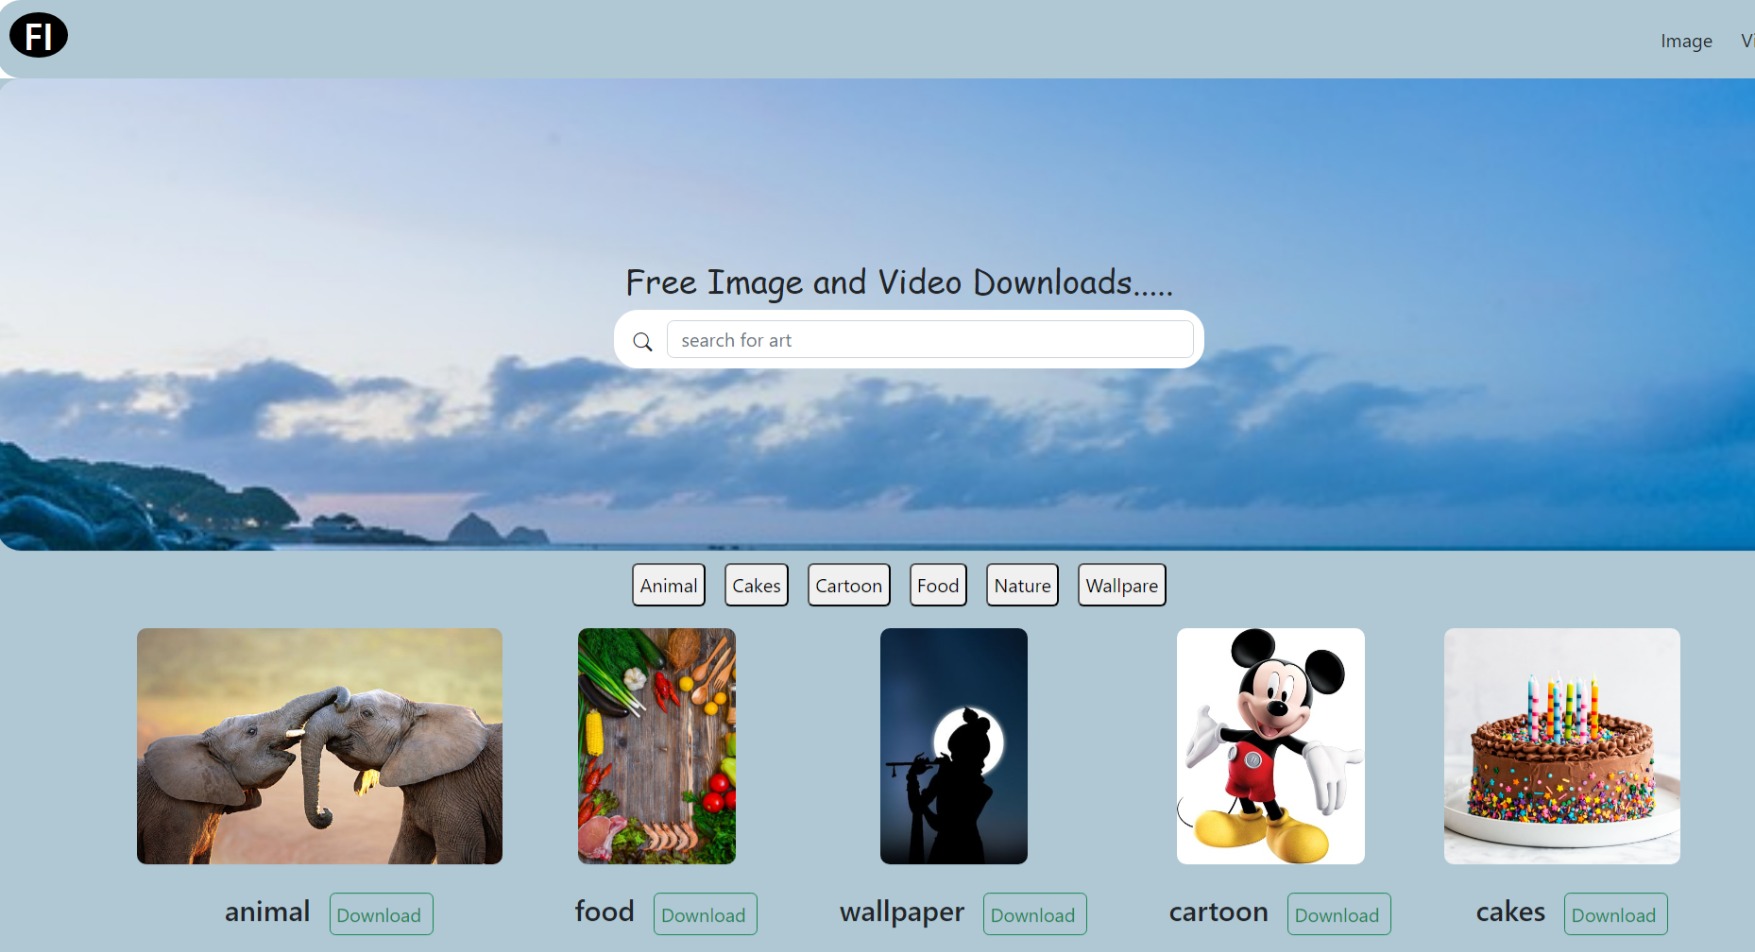 FI
Image
Free Image and Video Downloads.....
search for art
Animal Cakes Cartoon Food Nature Wallpare
animal Download food Download wallpaper Download cartoon Download cakes Download